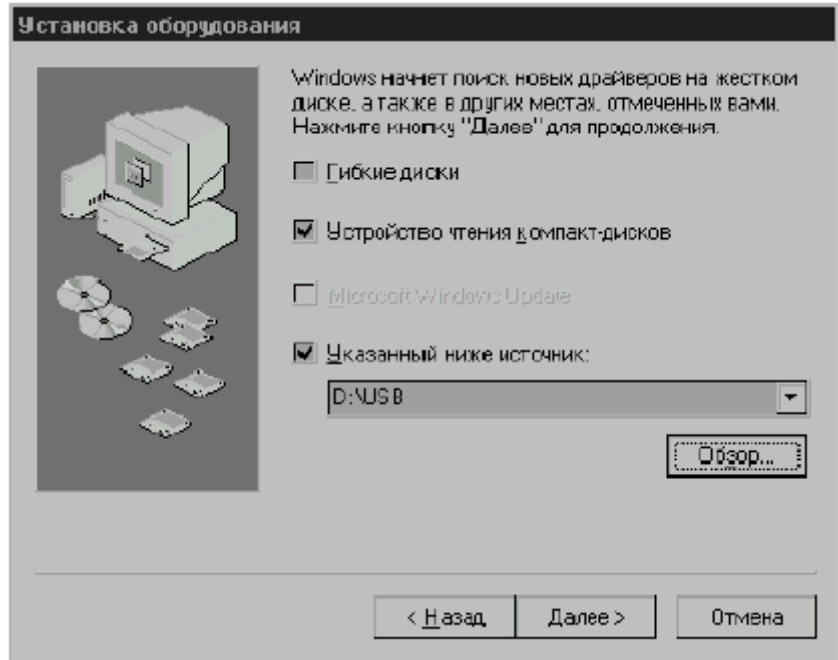 Установка оборудования
Windows начнет поиск новых драйверов на жестком
диске, а также в других местах, отмеченных вами.
Нажмите кнопку "Далее" для продолжения.
Гибкие диски
Устройство чтения компакт-дисков
Microsoft Windows Update
Указанный ниже источник:
D:\USB
Обзор...
< Назад
Далее >
Отмена